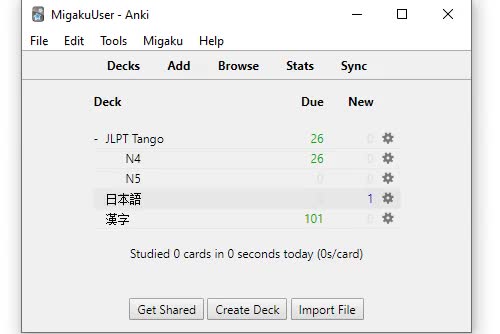 MigakuUser - Anki
File Edit Tools Migaku Help
Decks Add Browse Stats Sync
Deck Due New
- JLPT Tango 26 0
N4 26 0
N5 0 0
日本語 0 1
漢字 101 0
Studied 0 cards in 0 seconds today (0s/card)
Get Shared Create Deck Import File